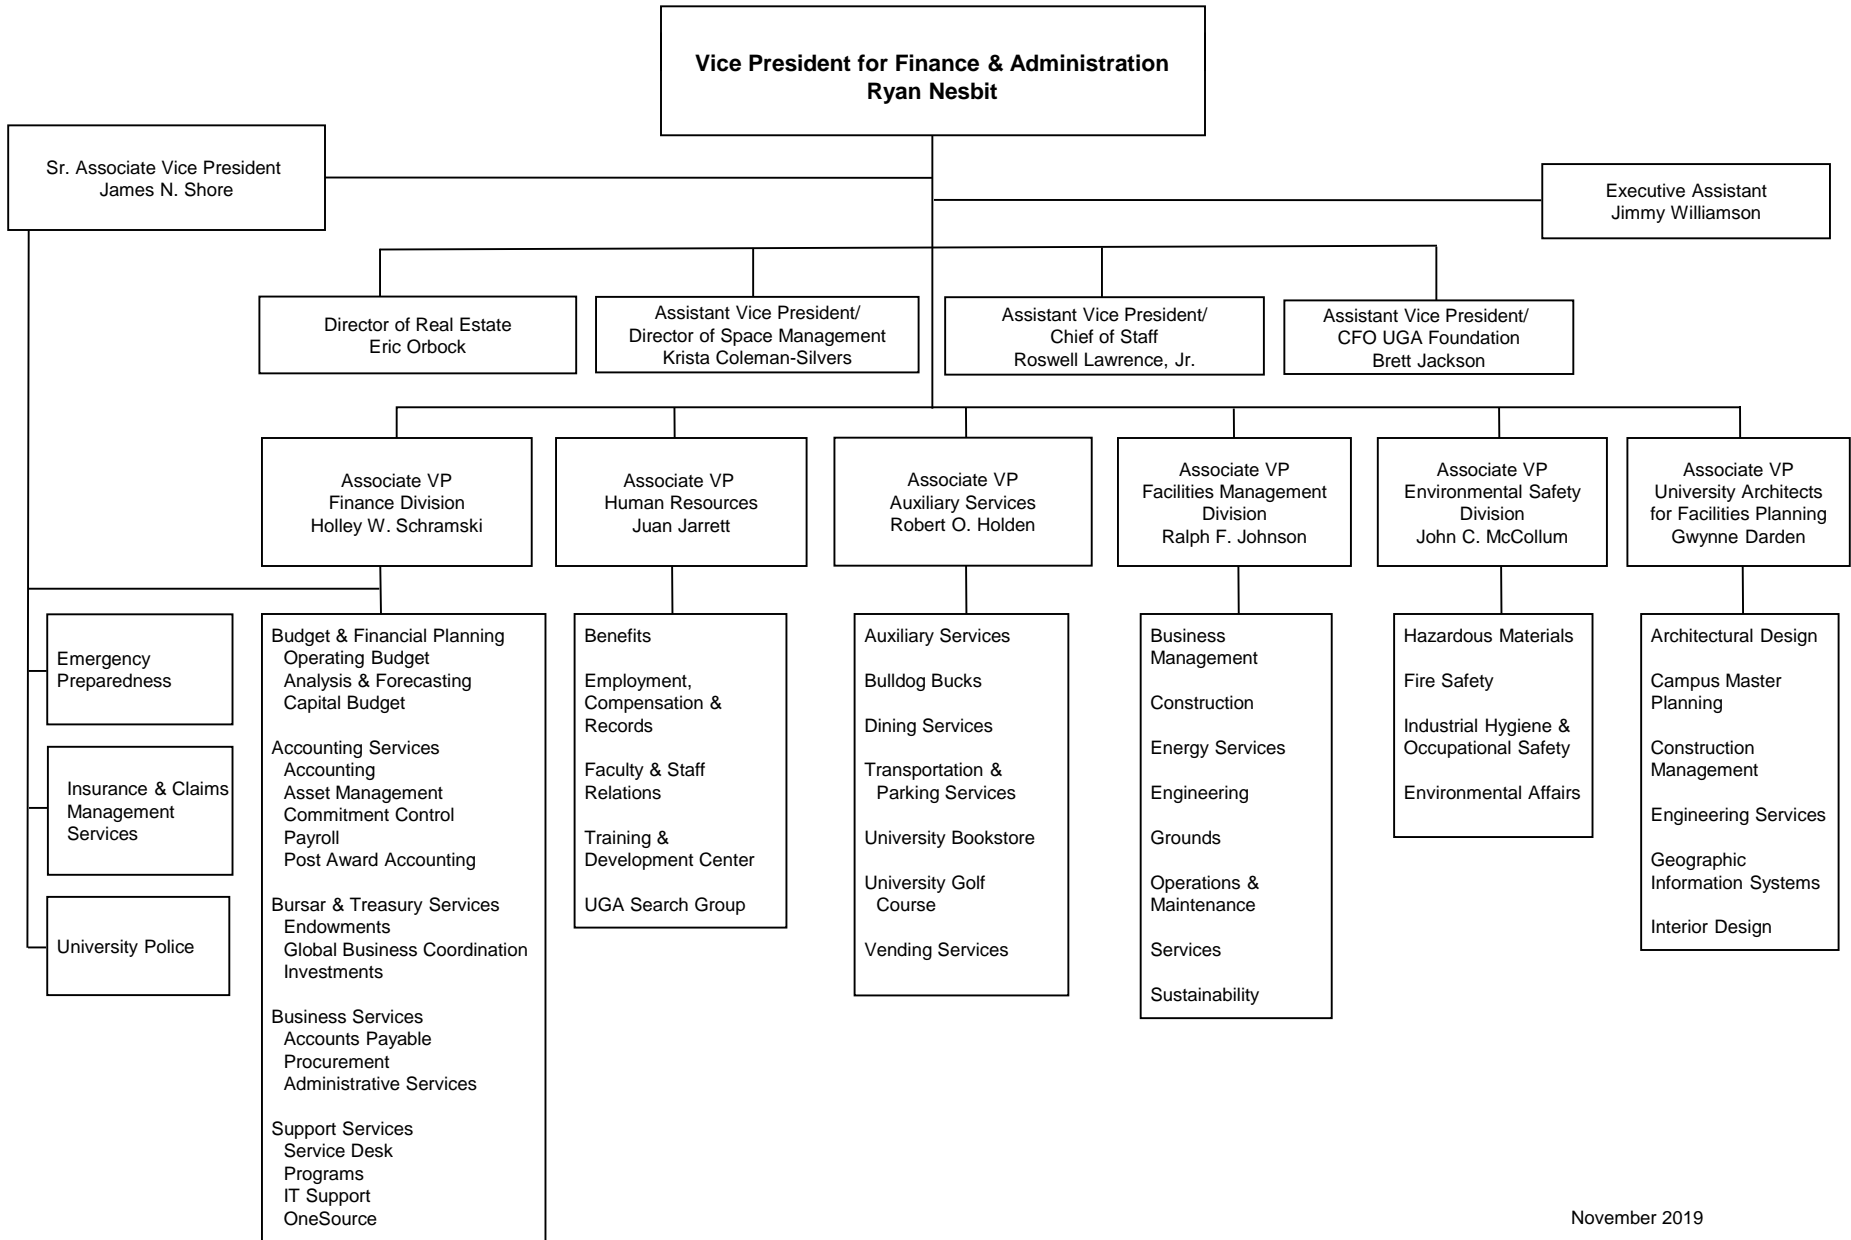 Vice President for Finance & Administration
Ryan Nesbit
Sr. Associate Vice President
James N. Shore
Executive Assistant
Jimmy Williamson
Director of Real Estate
Eric Orbock
Assistant Vice President/
Director of Space Management
Krista Coleman-Silvers
Assistant Vice President/
Chief of Staff
Roswell Lawrence, Jr.
Assistant Vice President/
CFO UGA Foundation
Brett Jackson
Associate VP
Finance Division
Holley W. Schramski
Associate VP
Human Resources
Juan Jarrett
Associate VP
Auxiliary Services
Robert O. Holden
Associate VP
Facilities Management
Division
Ralph F. Johnson
Associate VP
Environmental Safety
Division
John C. McCollum
Associate VP
University Architects
for Facilities Planning
Gwynne Darden
Emergency
Preparedness
Insurance & Claims
Management
Services
University Police
Budget & Financial Planning
Operating Budget
Analysis & Forecasting
Capital Budget
Accounting Services
Accounting
Asset Management
Commitment Control
Payroll
Post Award Accounting
Bursar & Treasury Services
Endowments
Global Business Coordination
Investments
Business Services
Accounts Payable
Procurement
Administrative Services
Support Services
Service Desk
Programs
IT Support
OneSource
Benefits
Employment,
Compensation &
Records
Faculty & Staff
Relations
Training &
Development Center
UGA Search Group
Auxiliary Services
Bulldog Bucks
Dining Services
Transportation &
Parking Services
University Bookstore
University Golf
Course
Vending Services
Business
Management
Construction
Energy Services
Engineering
Grounds
Operations &
Maintenance
Services
Sustainability
Hazardous Materials
Fire Safety
Industrial Hygiene &
Occupational Safety
Environmental Affairs
Architectural Design
Campus Master
Planning
Construction
Management
Engineering Services
Geographic
Information Systems
Interior Design
November 2019